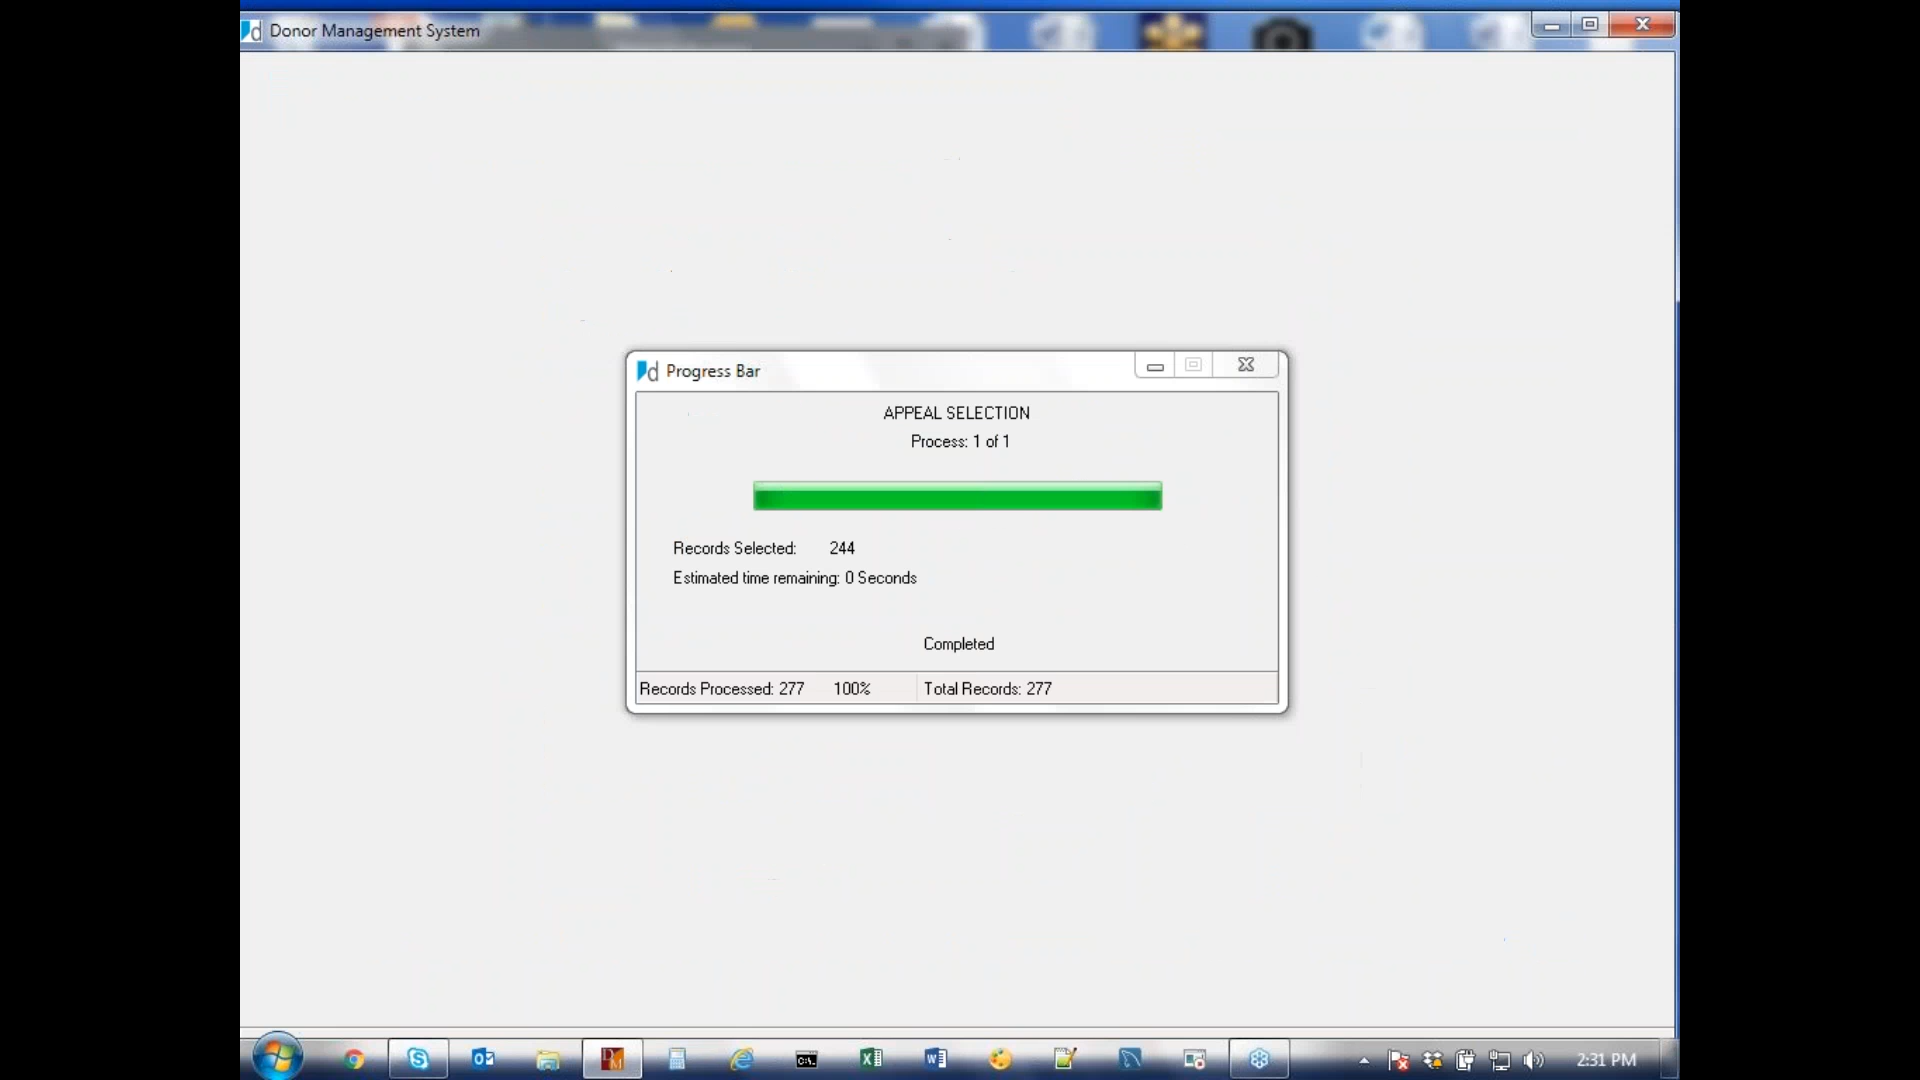 Donor Management System
Progress Bar
APPEAL SELECTION
Process: 1 of 1
Records Selected: 244
Estimated time remaining: 0 Seconds
Completed
Records Processed: 277 100% Total Records: 277
2:31 PM